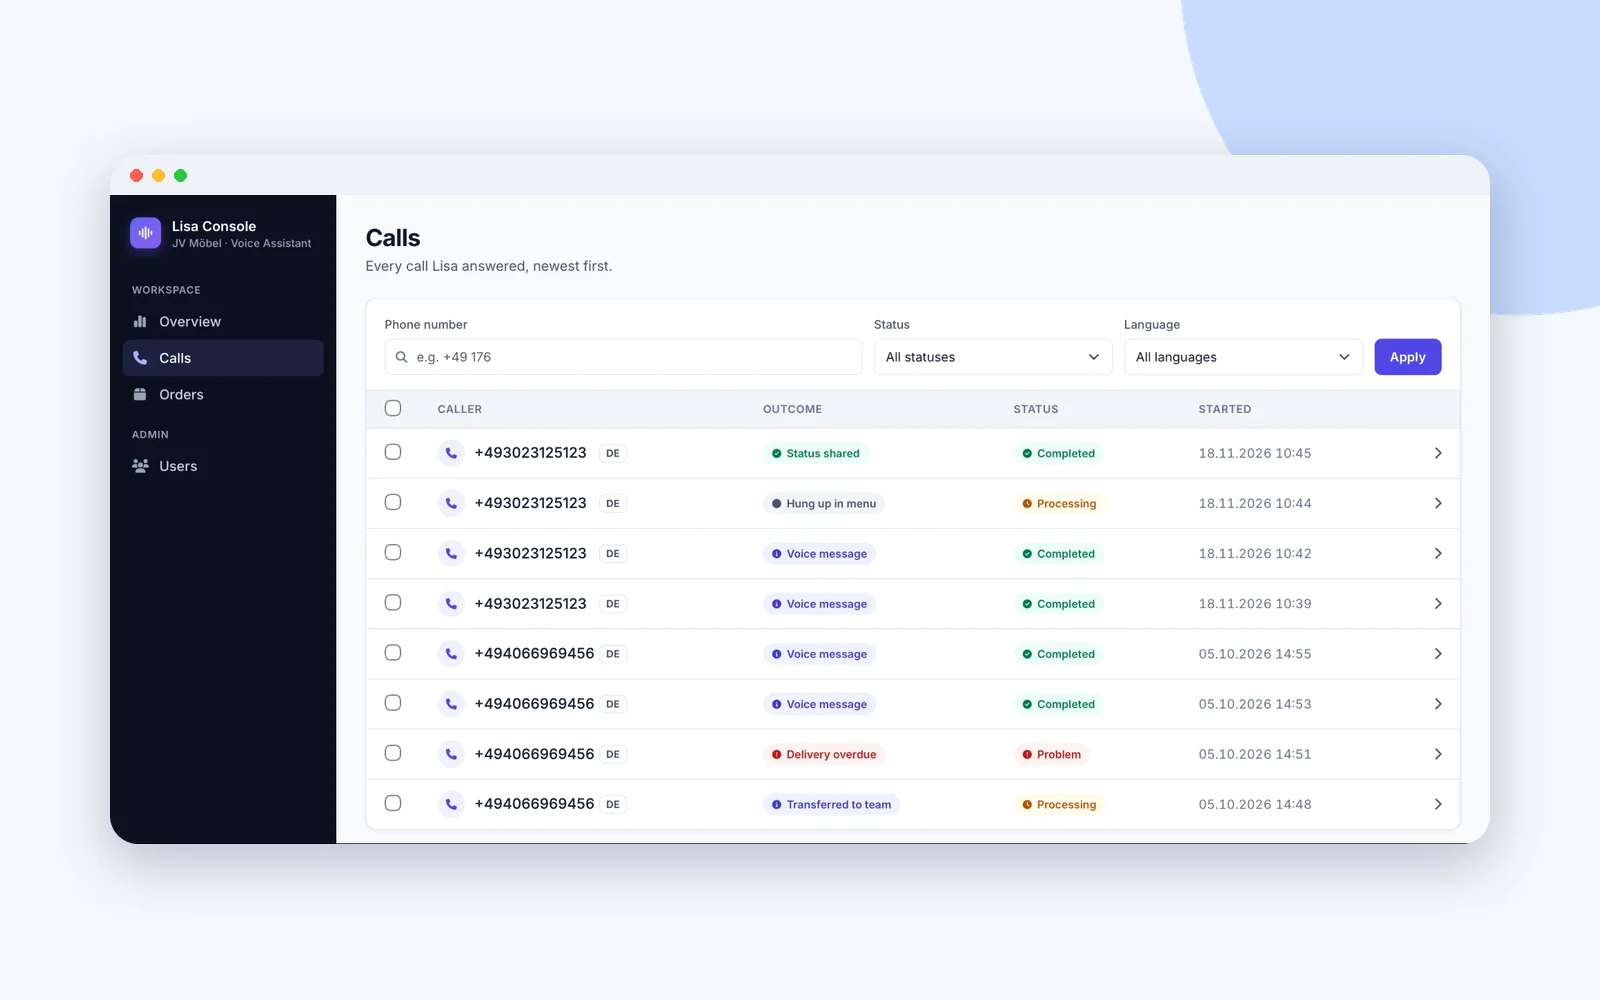 Lisa Console
JV Möbel · Voice Assistant
WORKSPACE
Overview
Calls
Orders
ADMIN
Users
Calls
Every call Lisa answered, newest first.
Phone number
Status
Language
e.g. +49 176
All statuses
All languages
Apply
CALLER OUTCOME STATUS STARTED
+493023125123 DE Status shared Completed 18.11.2026 10:45
+493023125123 DE Hung up in menu Processing 18.11.2026 10:44
+493023125123 DE Voice message Completed 18.11.2026 10:42
+493023125123 DE Voice message Completed 18.11.2026 10:39
+494066969456 DE Voice message Completed 05.10.2026 14:55
+494066969456 DE Voice message Completed 05.10.2026 14:53
+494066969456 DE Delivery overdue Problem 05.10.2026 14:51
+494066969456 DE Transferred to team Processing 05.10.2026 14:48